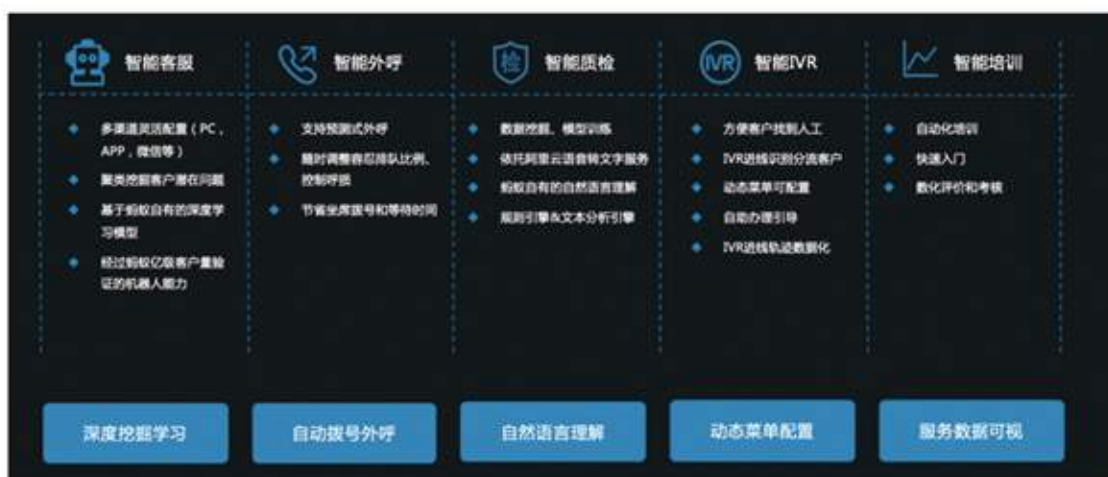 智能客服
多渠道灵活配置（PC，
APP，微信等）
聚类挖掘客户潜在问题
基于蚂蚁自有的深度学
习模型
经过蚂蚁亿级客户量验
证的机器人能力
深度挖掘学习
智能外呼
支持预测式外呼
随时调整容忍排队比例、
控制呼损
节省坐席拨号和等待时间
自动拨号外呼
检
智能质检
数据挖掘、模型训练
依托阿里云语音转文字服务
蚂蚁自有的自然语言理解
规则引擎&文本分析引擎
自然语言理解
IVR
智能IVR
方便客户找到人工
IVR进线识别分流客户
动态菜单可配置
自助办理引导
IVR进线轨迹数据化
动态菜单配置
智能培训
自动化培训
快速入门
数化评价和考核
服务数据可视